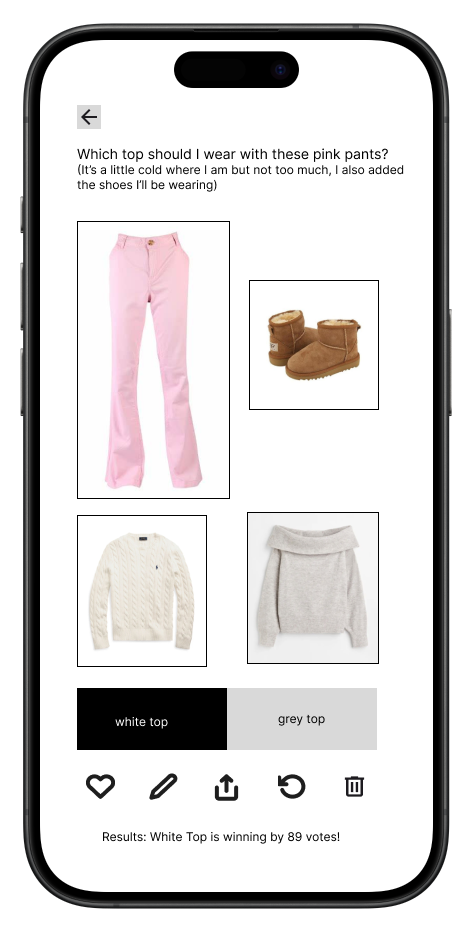 Which top should I wear with these pink pants?
(It's a little cold where I am but not too much, I also added
the shoes I'll be wearing)
white top
grey top
Results: White Top is winning by 89 votes!